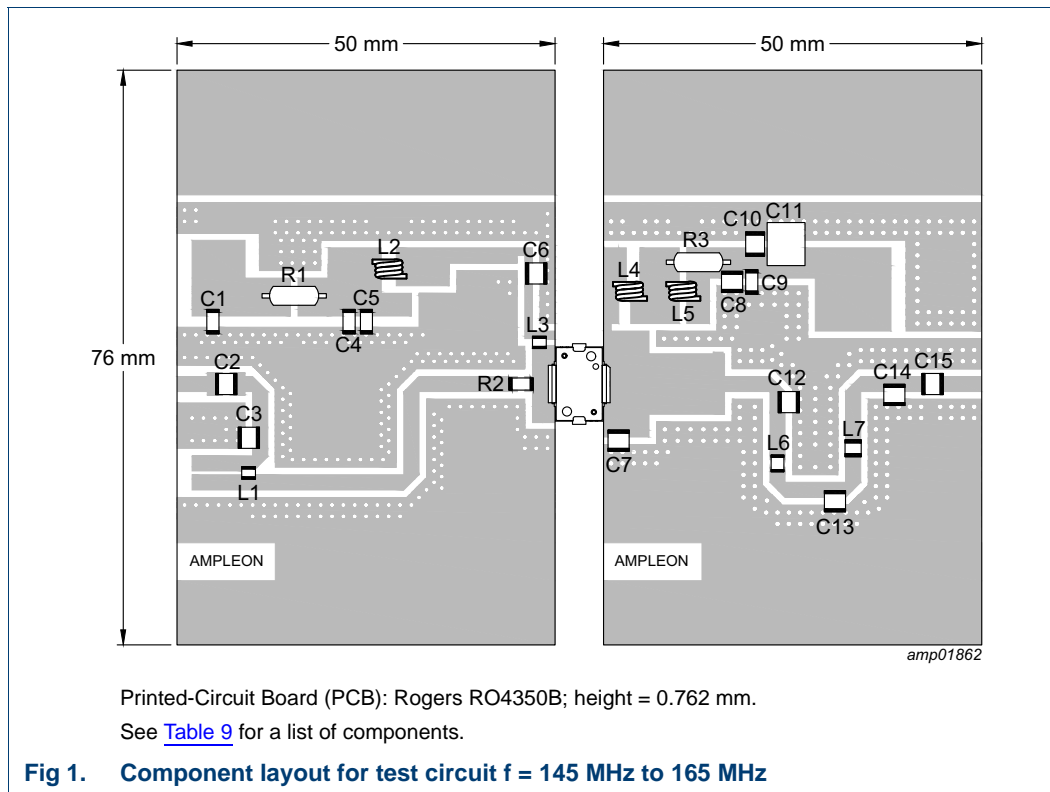 50 mm
50 mm
76 mm
C10
C11
L2
C6
R3
R1
L4
C1
C4
C5
L5
C8
C9
L3
C2
R2
C12
C14
C15
C3
C7
L6
L7
L1
C13
AMPLEON
AMPLEON
amp01862
Printed-Circuit Board (PCB): Rogers RO4350B; height = 0.762 mm.
See Table 9 for a list of components.
Fig 1. Component layout for test circuit f = 145 MHz to 165 MHz